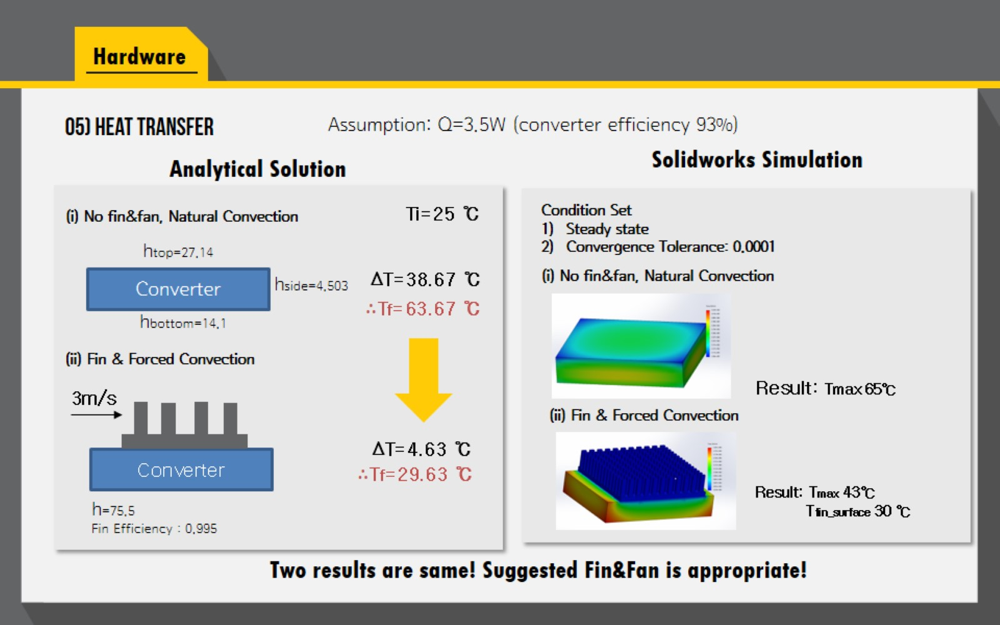 Hardware
05) HEAT TRANSFER
Assumption: Q=3.5W (converter efficiency 93%)
Analytical Solution
(i) No fin&fan, Natural Convection
Ti=25 ℃
htop=27.14
Converter
hside=4.503
hbottom=14.1
ΔT=38.67 ℃
∴Tf=63.67 ℃
(ii) Fin & Forced Convection
3m/s
Converter
h=75.5
Fin Efficiency : 0.995
ΔT=4.63 ℃
∴Tf=29.63 ℃
Solidworks Simulation
Condition Set
1) Steady state
2) Convergence Tolerance: 0.0001
(i) No fin&fan, Natural Convection
Result: Tmax 65℃
(ii) Fin & Forced Convection
Result: Tmax 43℃
Tfin_surface 30 ℃
Two results are same! Suggested Fin&Fan is appropriate!